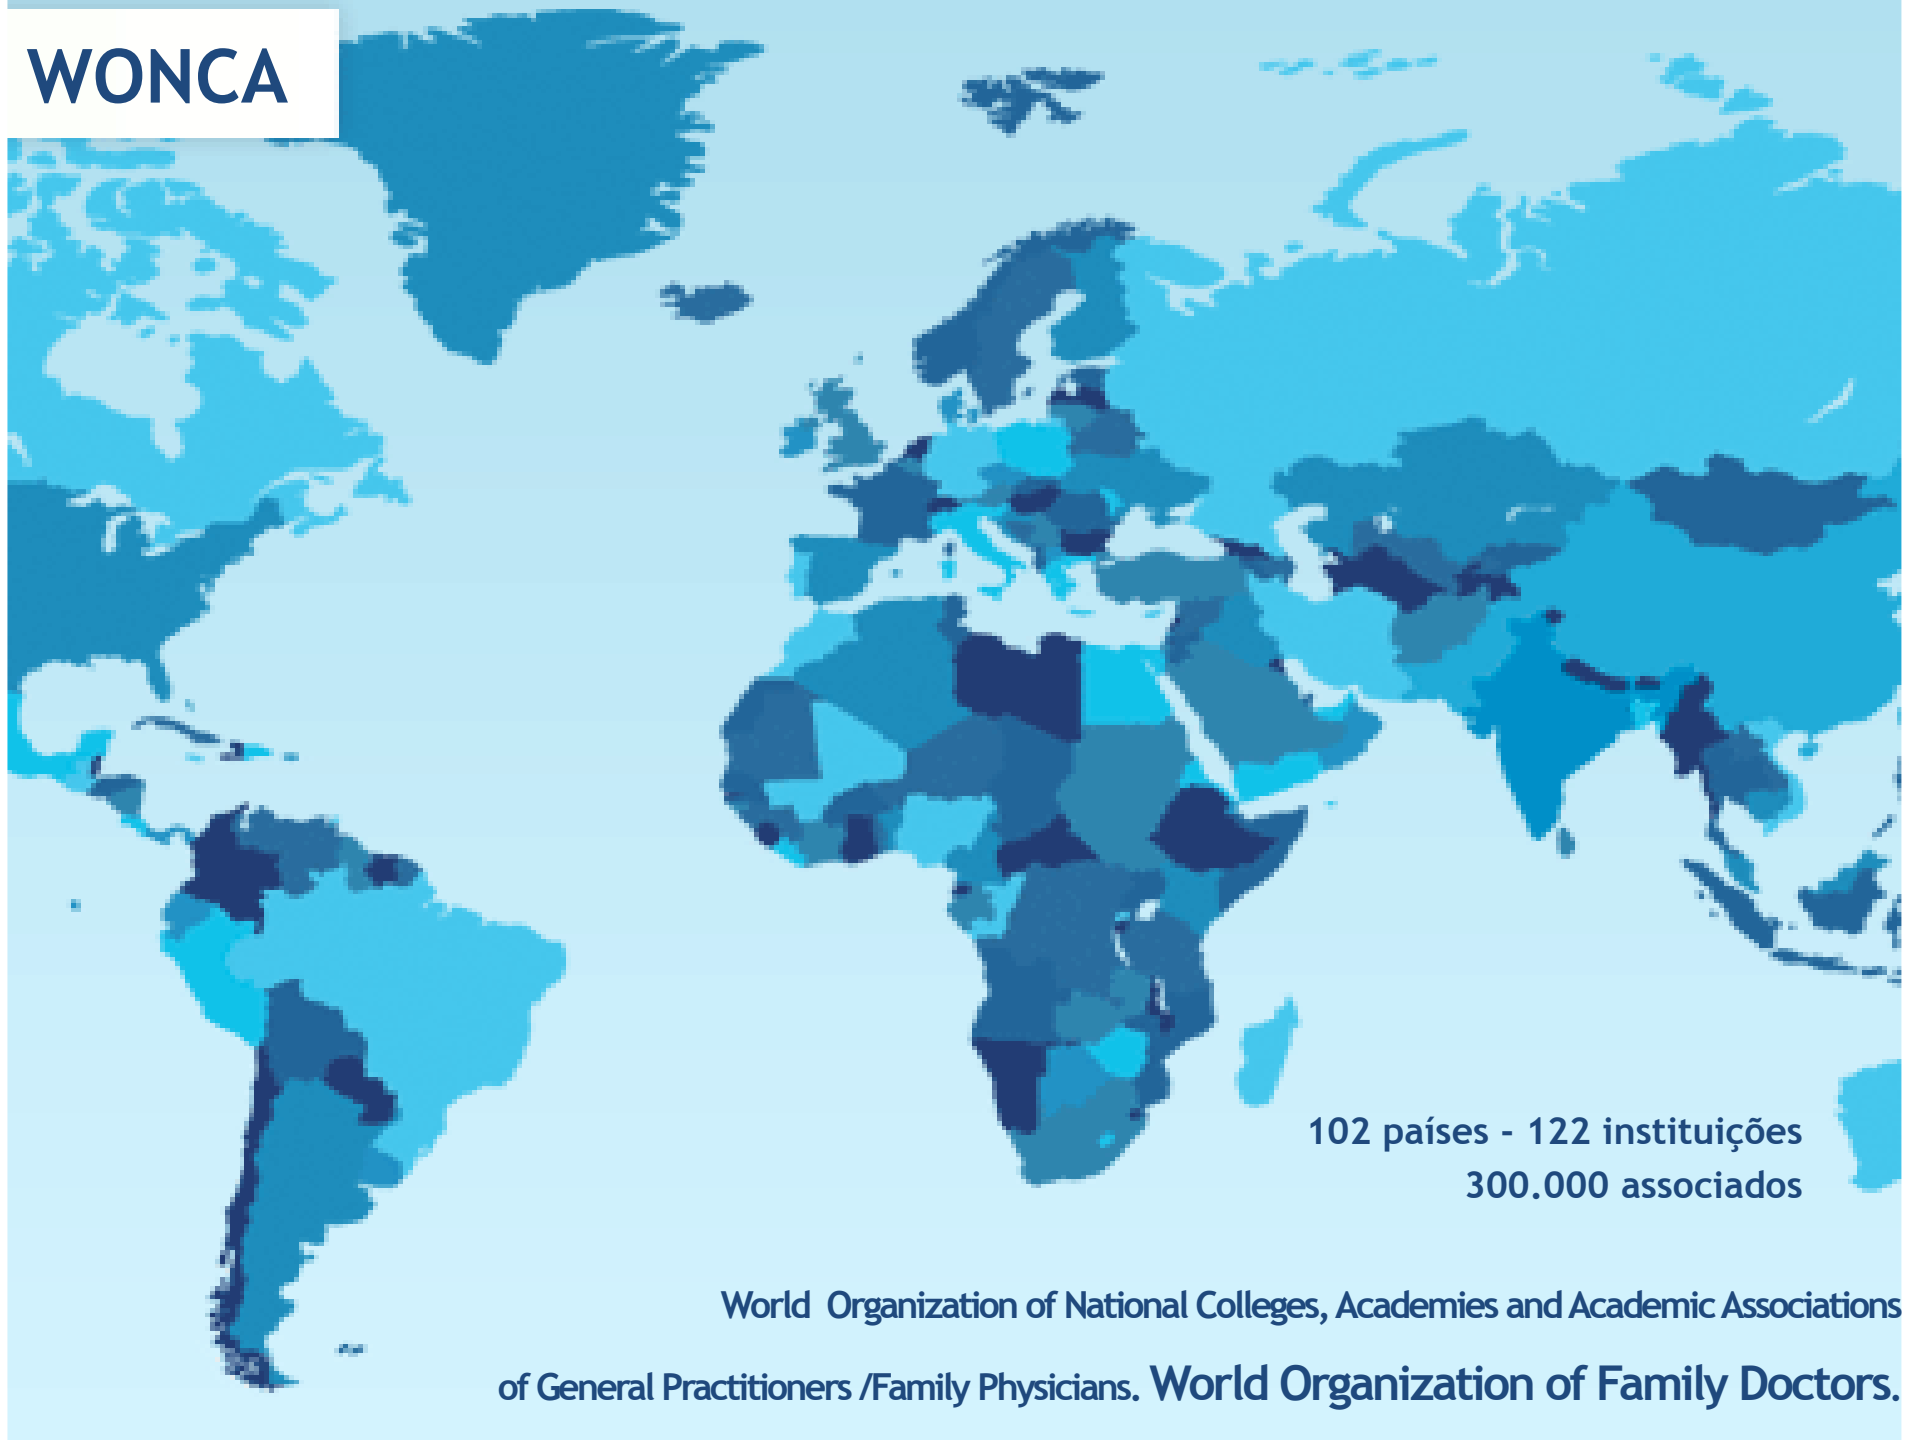 WONCA
102 países - 122 instituições
300.000 associados
World Organization of National Colleges, Academies and Academic Associations
of General Practitioners /Family Physicians. World Organization of Family Doctors.